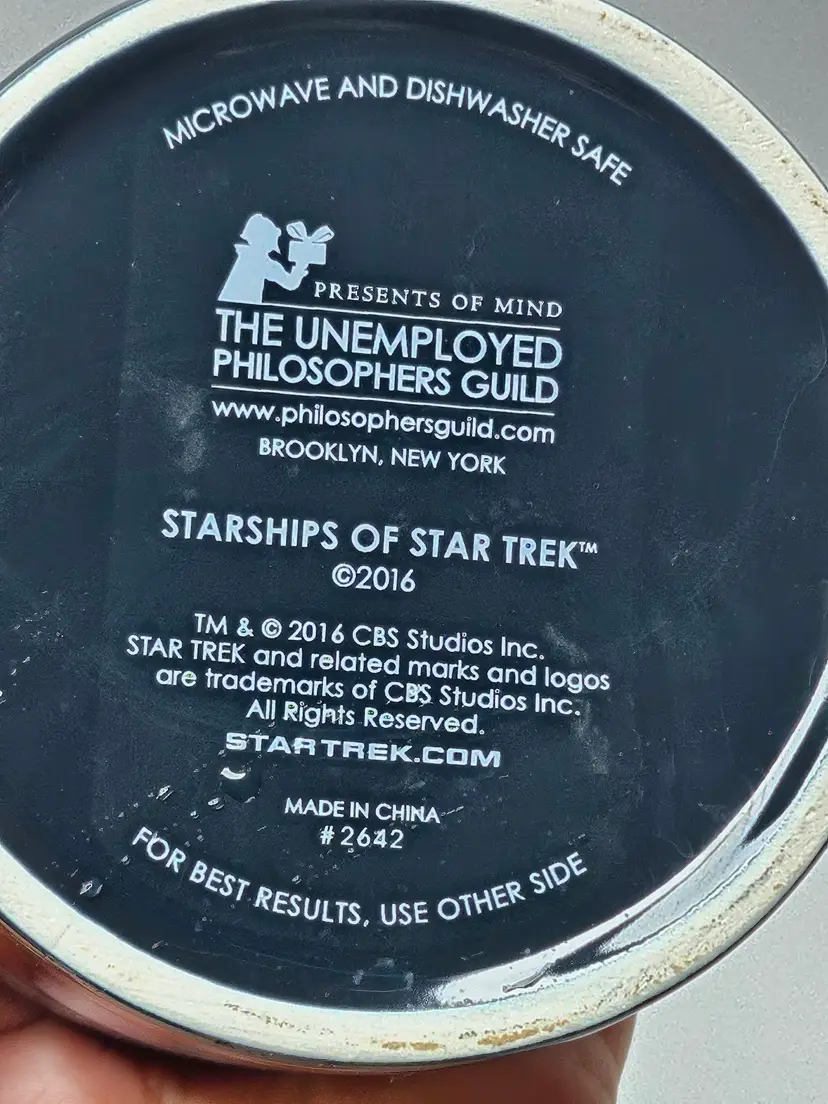 MICROWAVE AND DISHWASHER SAFE
PRESENTS OF MIND
THE UNEMPLOYED
PHILOSOPHERS GUILD
www.philosophersguild.com
BROOKLYN, NEW YORK
STARSHIPS OF STAR TREK™
©2016
TM & © 2016 CBS Studios Inc.
STAR TREK and related marks and logos
are trademarks of CBS Studios Inc.
All Rights Reserved.
STARTREK.COM
MADE IN CHINA
#2642
FOR BEST RESULTS, USE OTHER SIDE